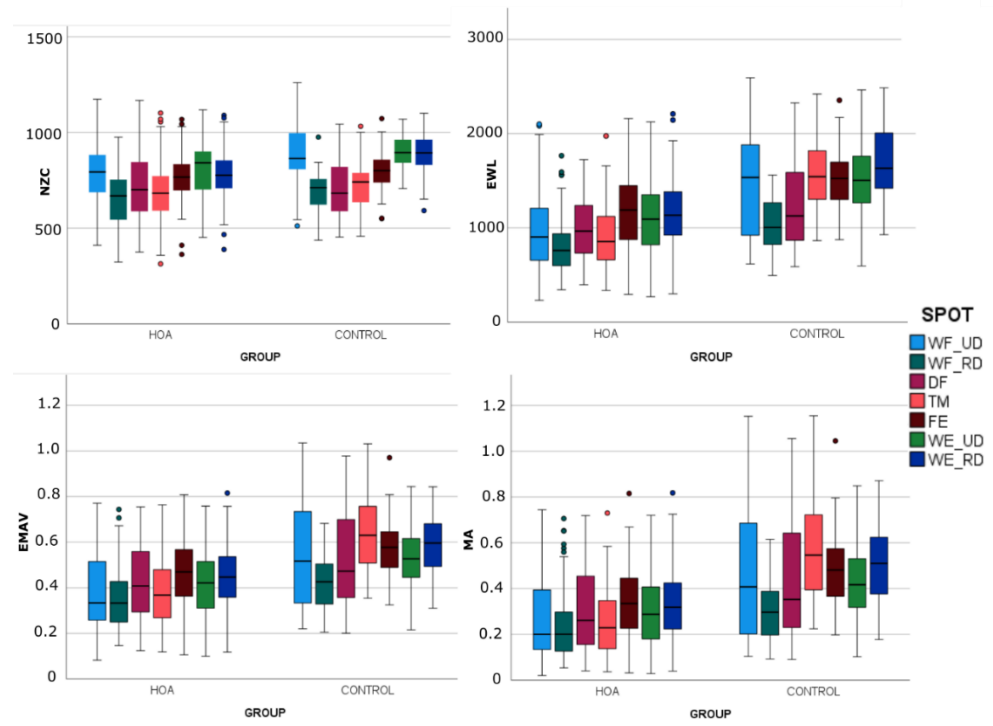 1500
1000
500
0
NZC
HOA
CONTROL
GROUP
3000
2000
1000
0
EWL
HOA
CONTROL
GROUP
SPOT
WF_UD
WF_RD
DF
TM
FE
WE_UD
WE_RD
1.2
1.0
0.8
0.6
0.4
0.2
0
EMAV
HOA
CONTROL
GROUP
1.2
1.0
0.8
0.6
0.4
0.2
0
MA
HOA
CONTROL
GROUP